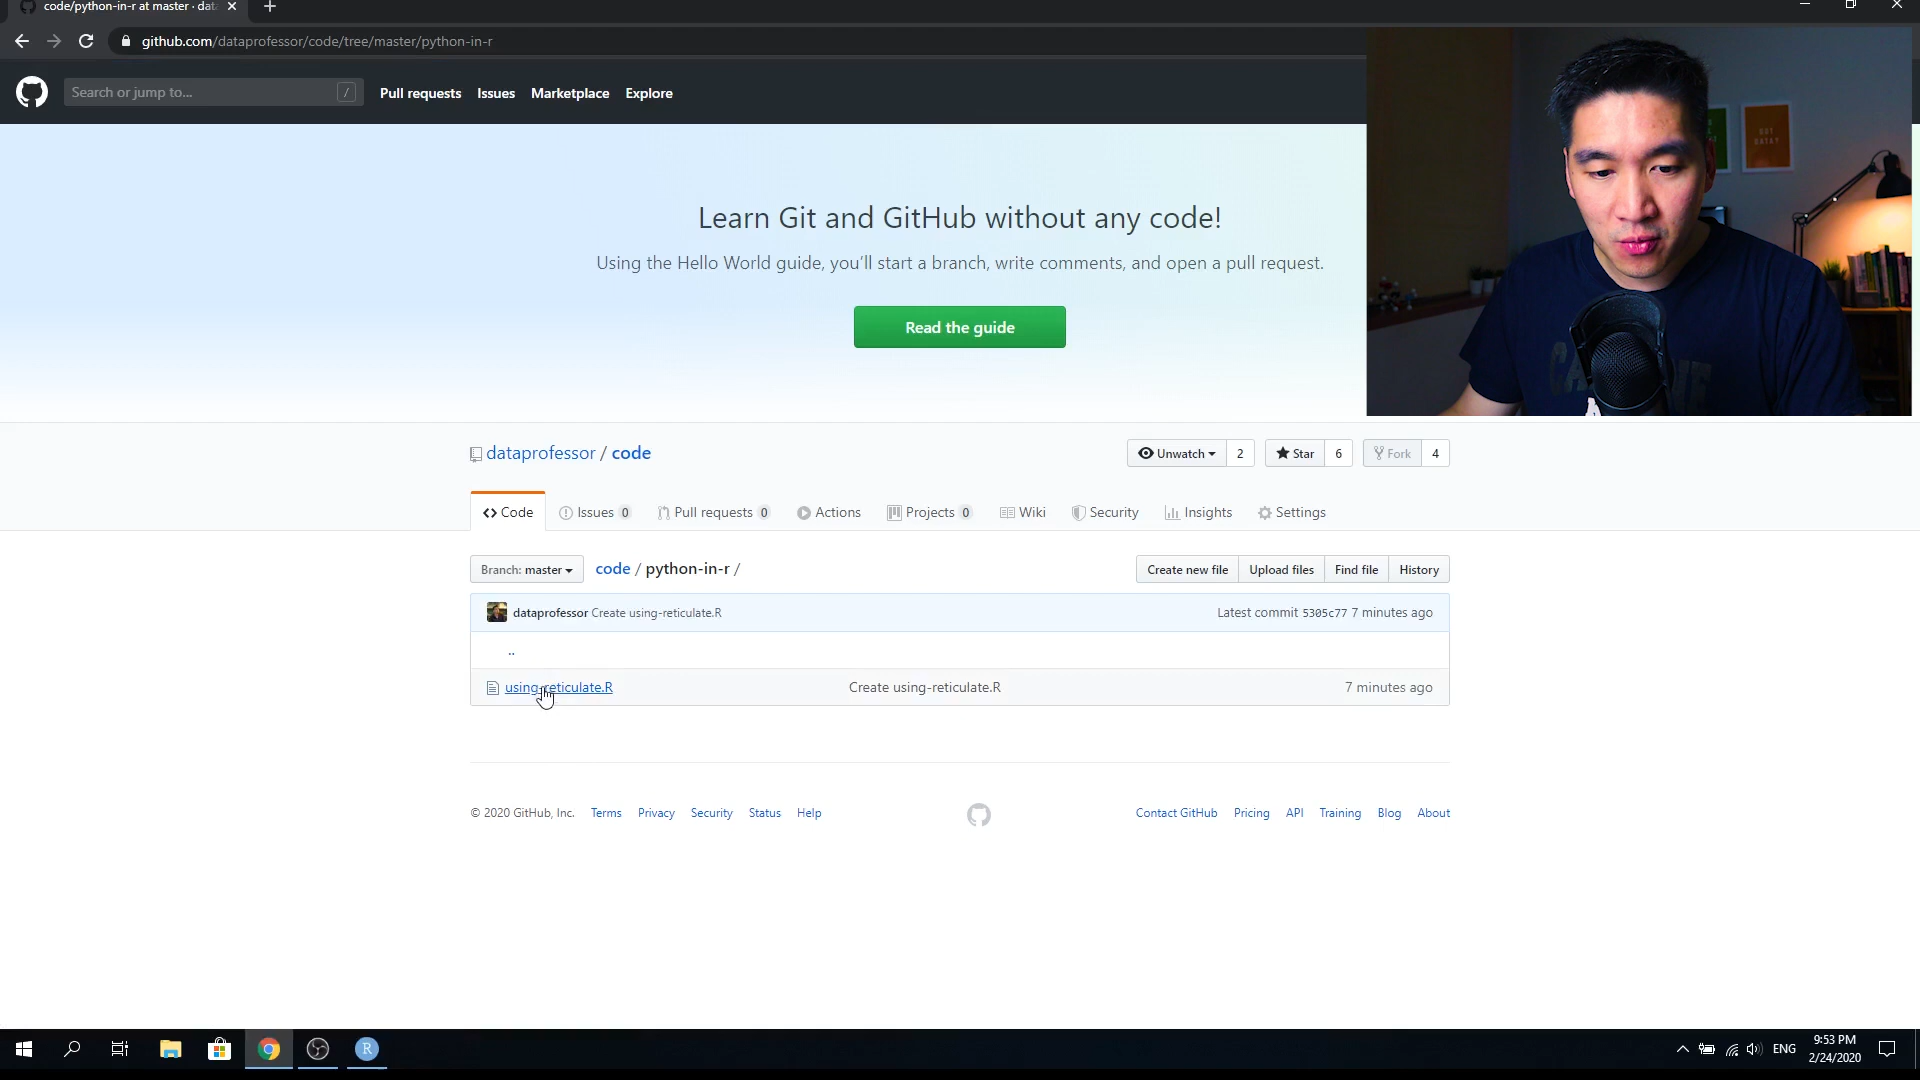 code/python-in-r at master · data
github.com/dataprofessor/code/tree/master/python-in-r
Search or jump to... /
Pull requests Issues Marketplace Explore
Learn Git and GitHub without any code!
Using the Hello World guide, you'll start a branch, write comments, and open a pull request.
Read the guide
GOT
DATA?
dataprofessor / code
Unwatch 2 Star 6 Fork 4
Code Issues 0 Pull requests 0 Actions Projects 0 Wiki Security Insights Settings
Branch: master code / python-in-r / Create new file Upload files Find file History
dataprofessor Create using-reticulate.R Latest commit 5305c77 7 minutes ago
..
using-reticulate.R Create using-reticulate.R 7 minutes ago
© 2020 GitHub, Inc. Terms Privacy Security Status Help Contact GitHub Pricing API Training Blog About
R ENG 9:53 PM
2/24/2020